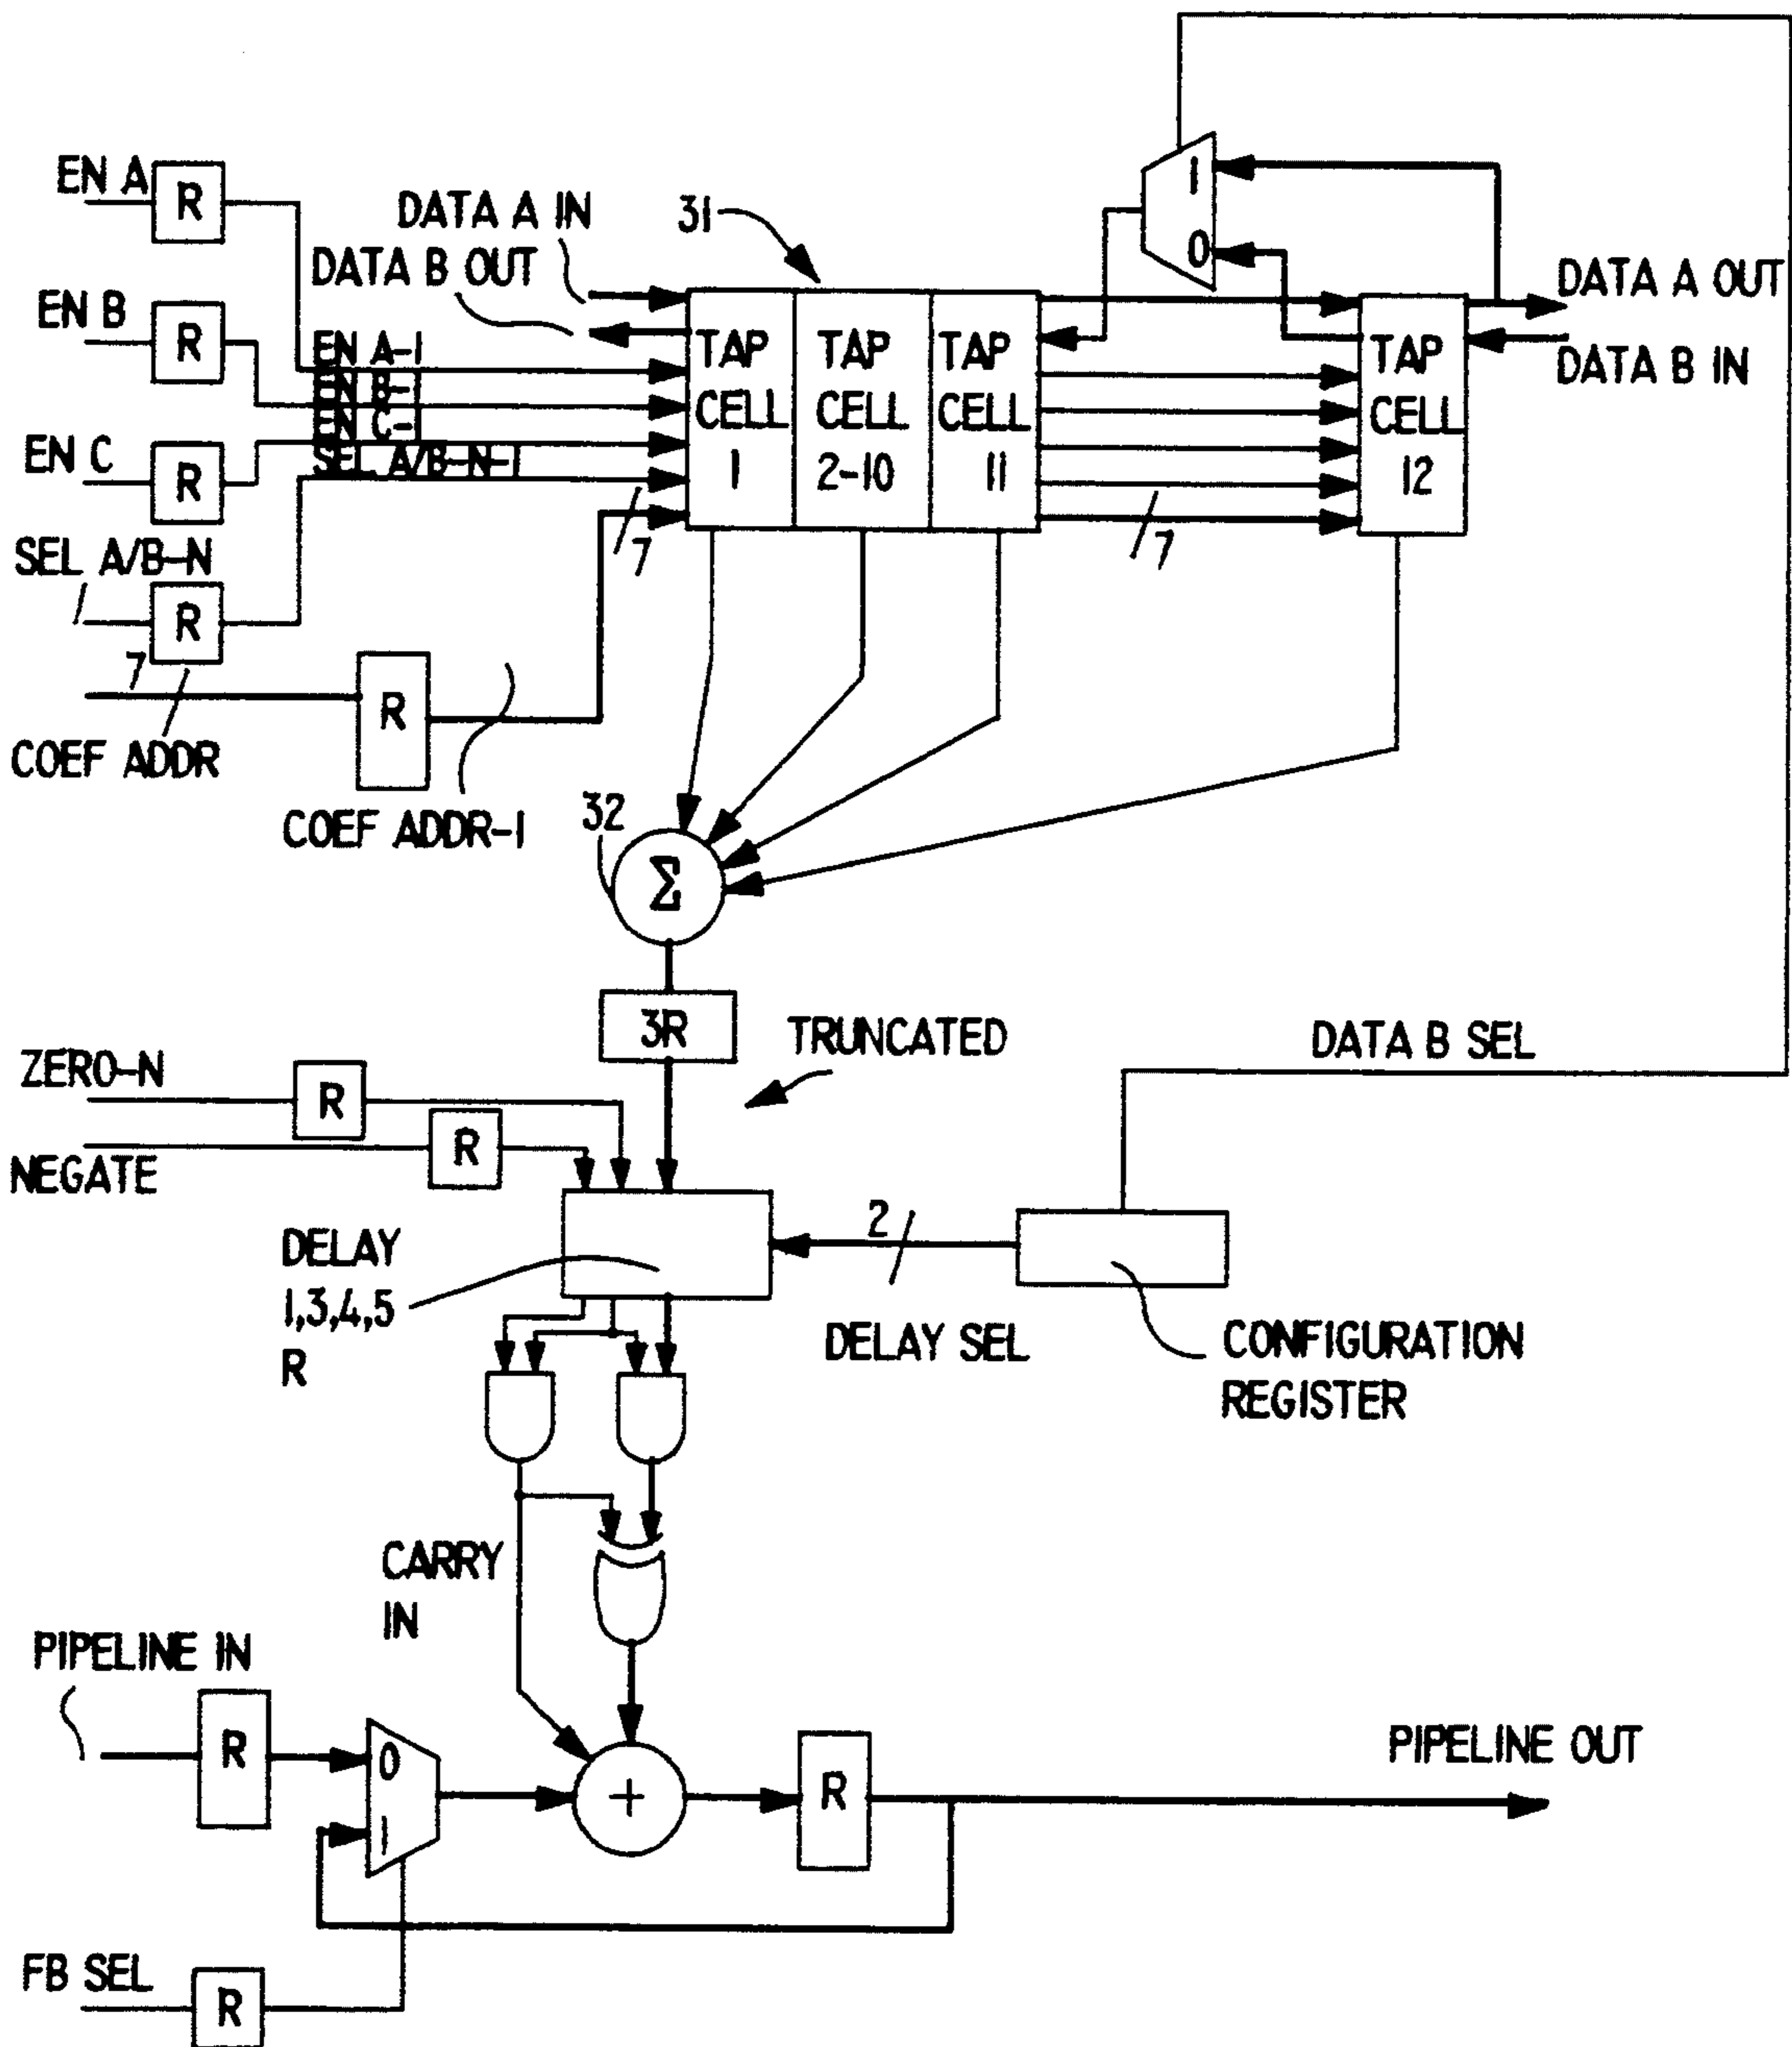 EN A
R
DATA A IN
31
1
0
DATA B OUT
DATA A OUT
EN B
R
EN A-1
EN B-1
EN C-1
SEL A/B-N-1
TAP
CELL
1
TAP
CELL
2-10
TAP
CELL
11
TAP
CELL
12
DATA B IN
EN C
R
7
7
SEL A/B-N
R
7
R
COEF ADDR
COEF ADDR-1
32
Σ
3R
TRUNCATED
DATA B SEL
ZERO-N
R
R
NEGATE
DELAY
1,3,4,5
R
2
DELAY SEL
CONFIGURATION
REGISTER
CARRY
IN
PIPELINE IN
R
0
1
+
R
PIPELINE OUT
FB SEL
R